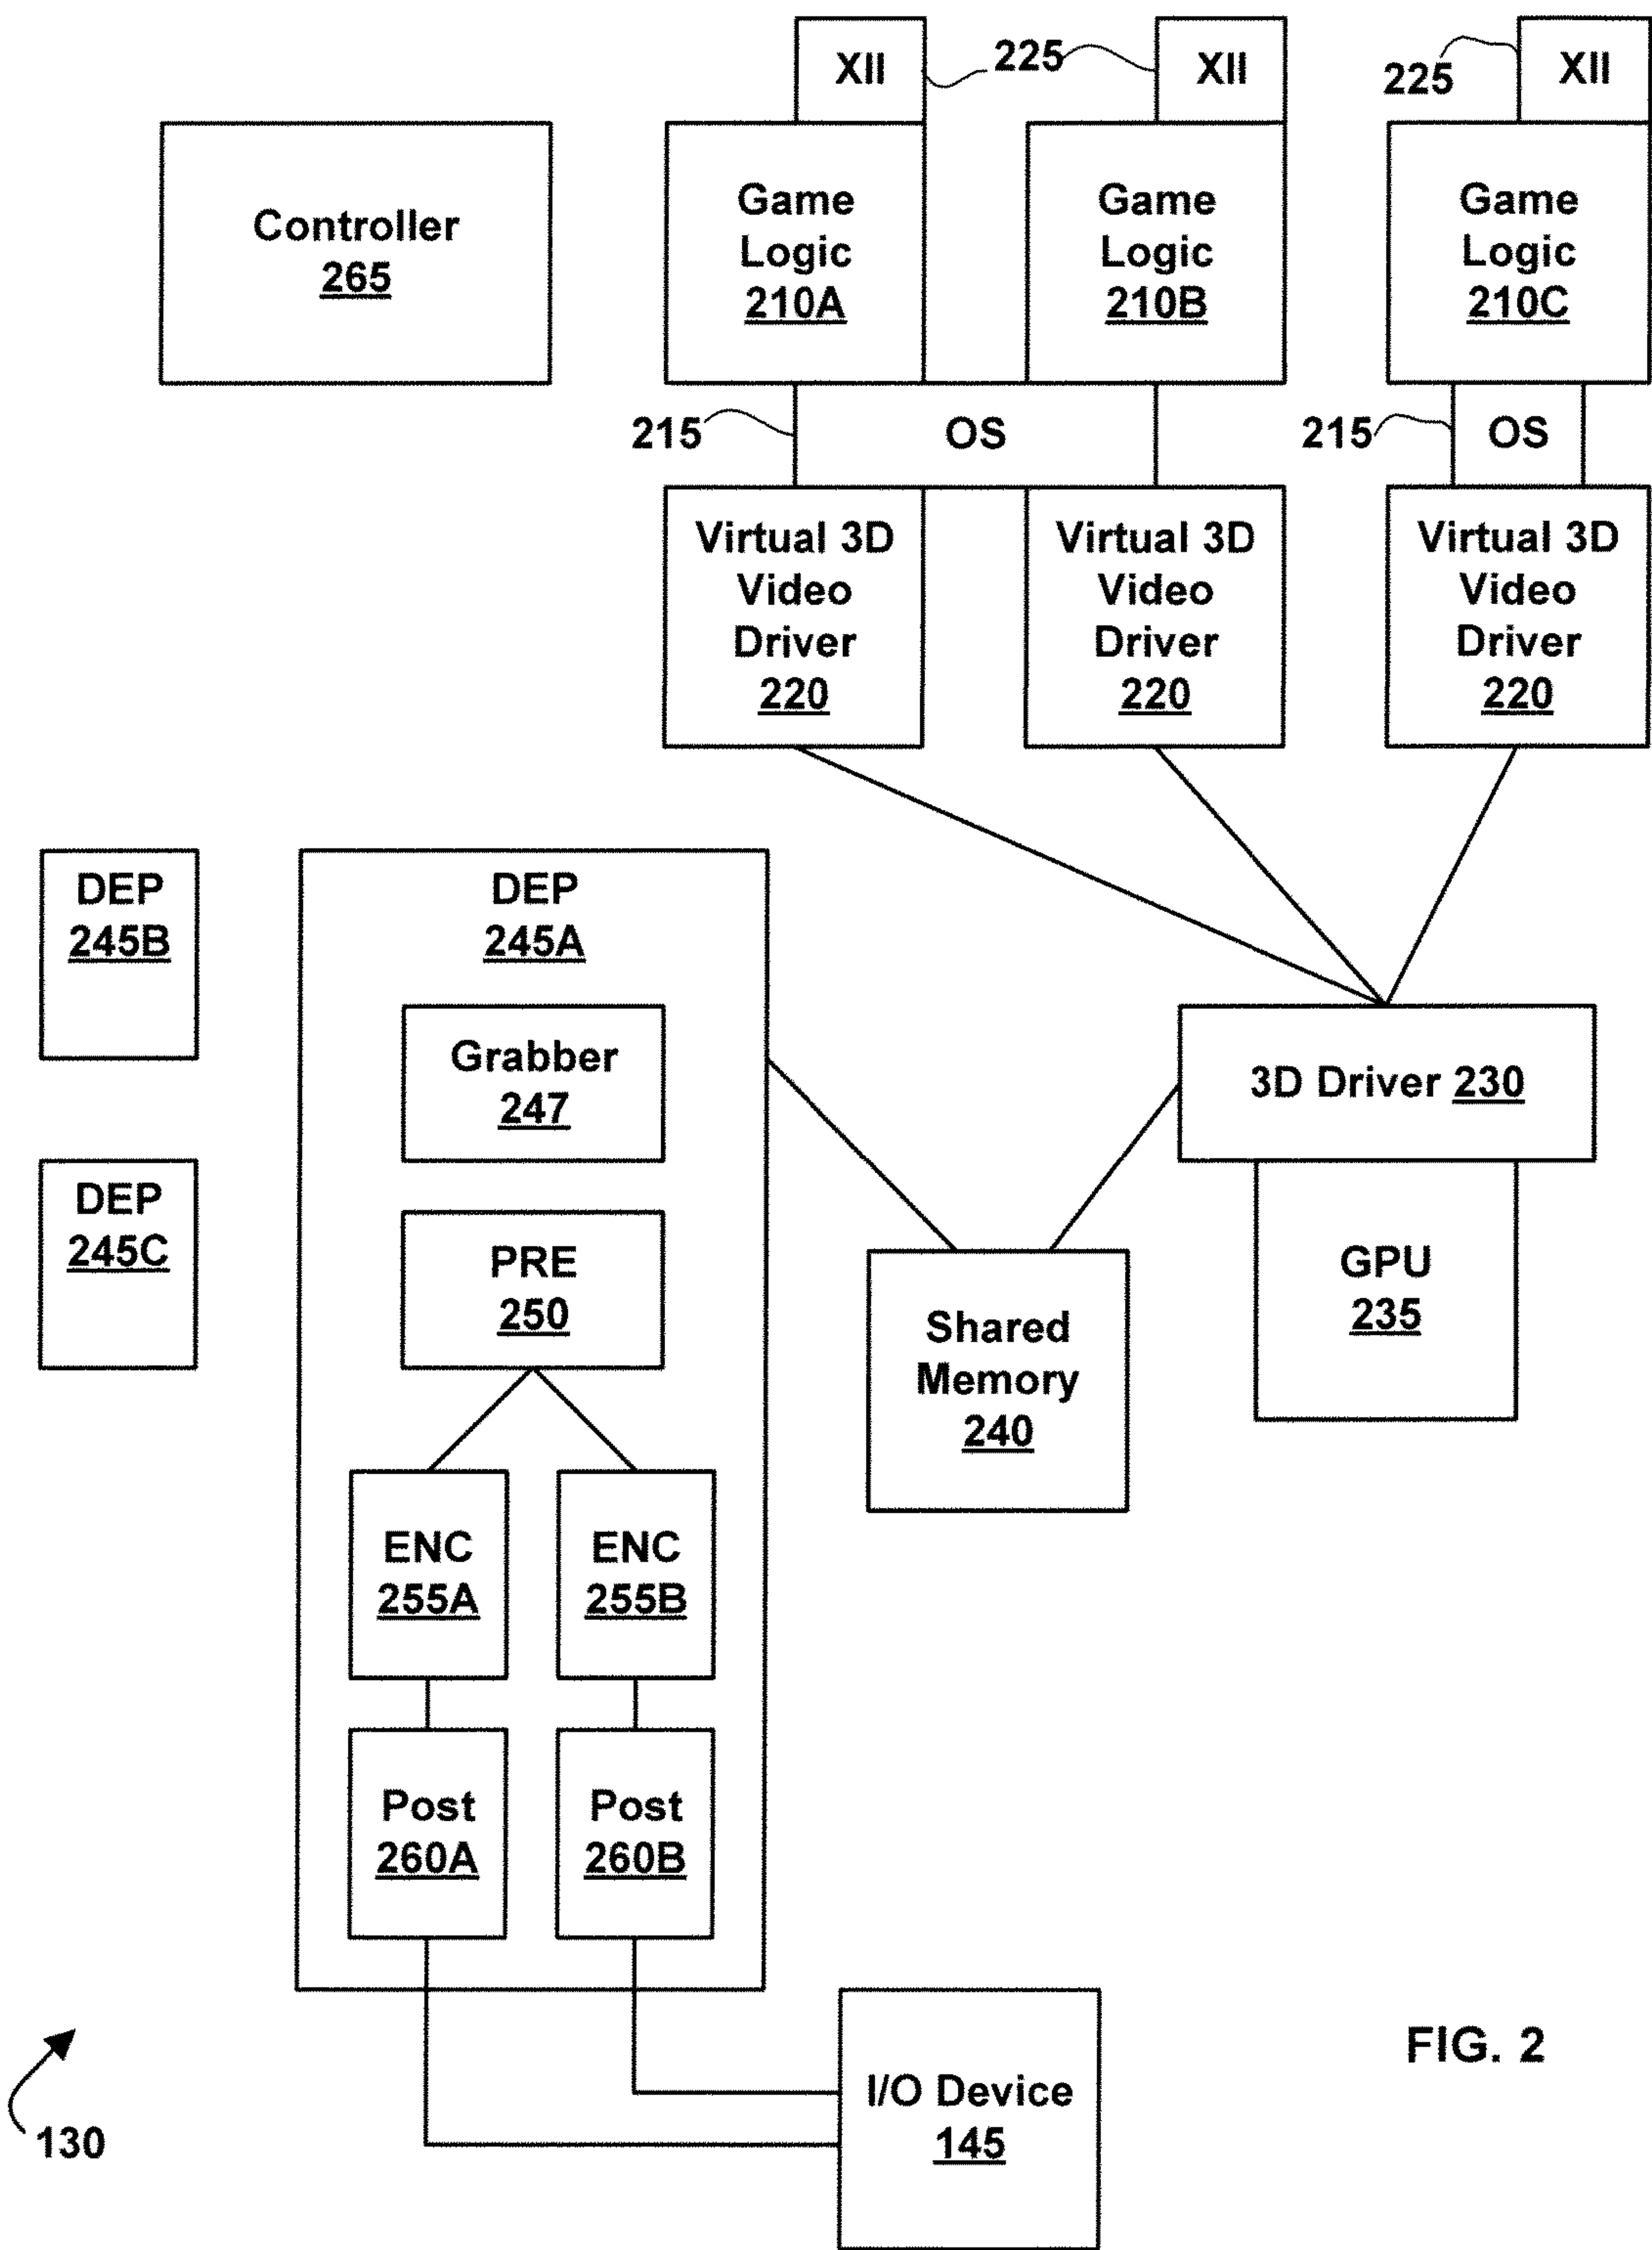 XII
225
XII
225
XII
Controller
265
Game
Logic
210A
Game
Logic
210B
Game
Logic
210C
215
OS
215
OS
Virtual 3D
Video
Driver
220
Virtual 3D
Video
Driver
220
Virtual 3D
Video
Driver
220
DEP
245B
DEP
245A
Grabber
247
3D Driver 230
DEP
245C
PRE
250
GPU
235
Shared
Memory
240
ENC
255A
ENC
255B
Post
260A
Post
260B
I/O Device
145
FIG. 2
130